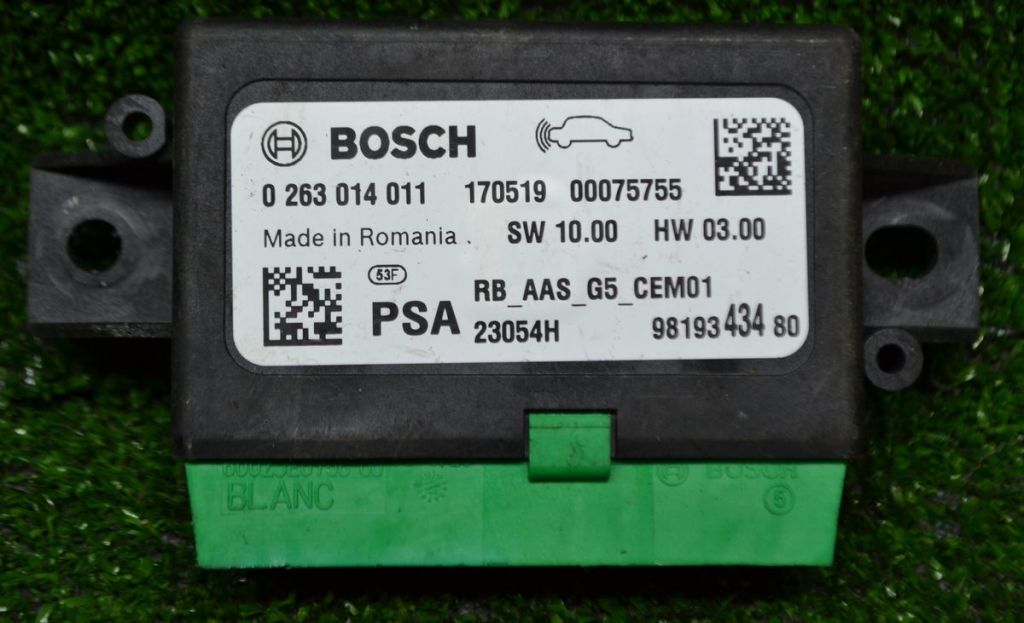 BOSCH
0 263 014 011 170519 00075755
Made in Romania . SW 10.00 HW 03.00
53F
PSA RB_AAS_G5_CEM01
23054H 98193 434 80
BLANC
BOSCH
5